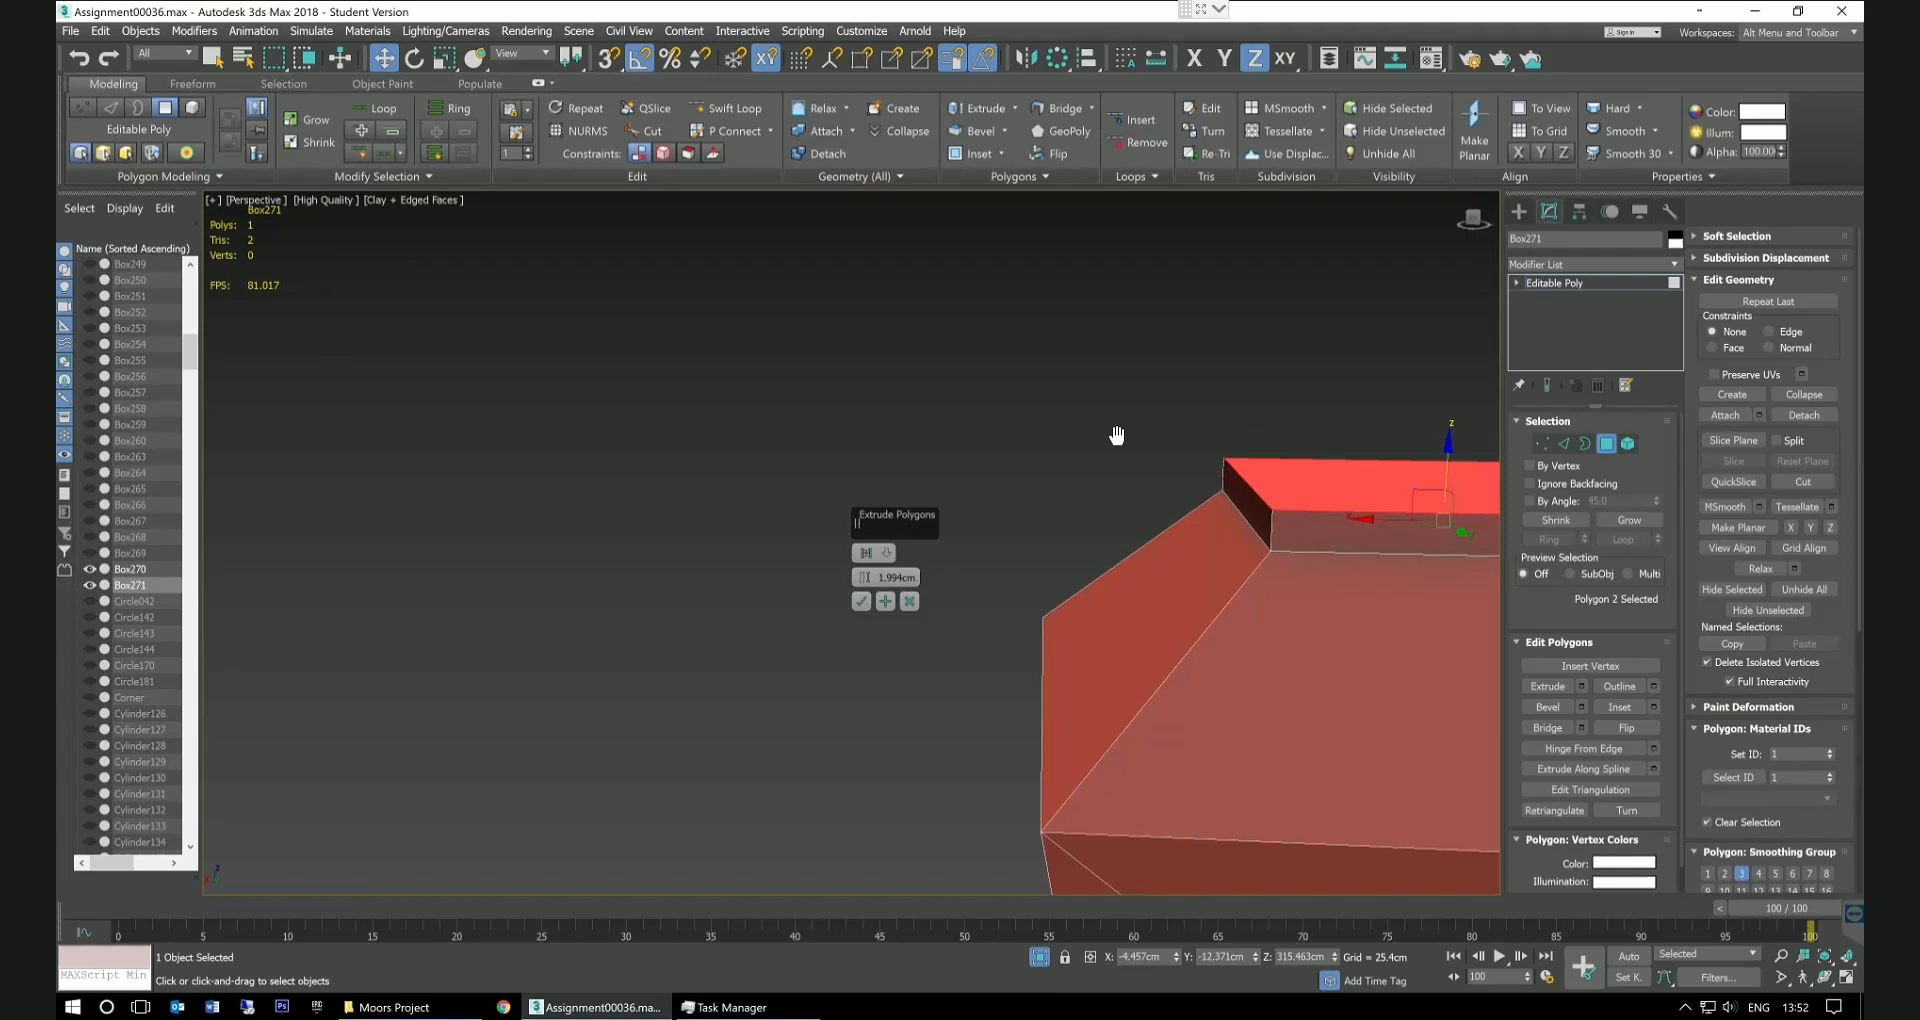 Assignment00036.max - Autodesk 3ds Max 2018 - Student Version
File Edit Objects Modifiers Animation Simulate Materials Lighting/Cameras Rendering Scene Civil View Content Interactive Scripting Customize Arnold Help
Sign In Workspaces: Alt Menu and Toolbar
All View X Y Z XY
Modeling Freeform Selection Object Paint Populate
Loop Ring Repeat QSlice Swift Loop Relax Create Extrude Bridge Edit MSmooth Hide Selected To View Hard Color:
Grow Insert
Editable Poly NURMS Cut P Connect Attach Collapse Bevel GeoPoly Turn Tessellate Hide Unselected To Grid Smooth Illum:
Shrink Remove Make Planar
1 Constraints: Detach Inset Flip Re-Tri Use Displac... Unhide All X Y Z Smooth 30 Alpha: 100.00
Polygon Modeling Modify Selection Edit Geometry (All) Polygons Loops Tris Subdivision Visibility Align Properties
Select Display Edit
Name (Sorted Ascending)
Box249
Box250
Box251
Box252
Box253
Box254
Box255
Box256
Box257
Box258
Box259
Box260
Box263
Box264
Box265
Box266
Box267
Box268
Box269
Box270
Box271
Circle042
Circle142
Circle143
Circle144
Circle170
Circle181
Corner
Cylinder126
Cylinder127
Cylinder128
Cylinder129
Cylinder130
Cylinder131
Cylinder132
Cylinder133
Cylinder134
[+] [Perspective] [High Quality] [Clay + Edged Faces]
Box271
Polys: 1
Tris: 2
Verts: 0
FPS: 81.017
Extrude Polygons
1.994cm
z
Box271
Modifier List
Editable Poly
Selection
By Vertex
Ignore Backfacing
By Angle: 45.0
Shrink Grow
Ring Loop
Preview Selection
Off SubObj Multi
Polygon 2 Selected
Edit Polygons
Insert Vertex
Extrude Outline
Bevel Inset
Bridge Flip
Hinge From Edge
Extrude Along Spline
Edit Triangulation
Retriangulate Turn
Polygon: Vertex Colors
Color:
Illumination:
Soft Selection
Subdivision Displacement
Edit Geometry
Repeat Last
Constraints
None Edge
Face Normal
Preserve UVs
Create Collapse
Attach Detach
Slice Plane Split
Slice Reset Plane
QuickSlice Cut
MSmooth Tessellate
Make Planar X Y Z
View Align Grid Align
Relax
Hide Selected Unhide All
Hide Unselected
Named Selections:
Copy Paste
Delete Isolated Vertices
Full Interactivity
Paint Deformation
Polygon: Material IDs
Set ID: 1
Select ID 1
Clear Selection
Polygon: Smoothing Group
1 2 3 4 5 6 7 8
9 10 11 12 13 14 15 16
100 / 100
0 5 10 15 20 25 30 35 40 45 50 55 60 65 70 75 80 85 90 95 100
1 Object Selected X: -4.457cm Y: -12.371cm Z: 315.463cm Grid = 25.4cm Auto Selected
MAXScript Min Click or click-and-drag to select objects Add Time Tag 100 Set K. Filters...
Moors Project Assignment00036.ma... Task Manager ENG 13:52